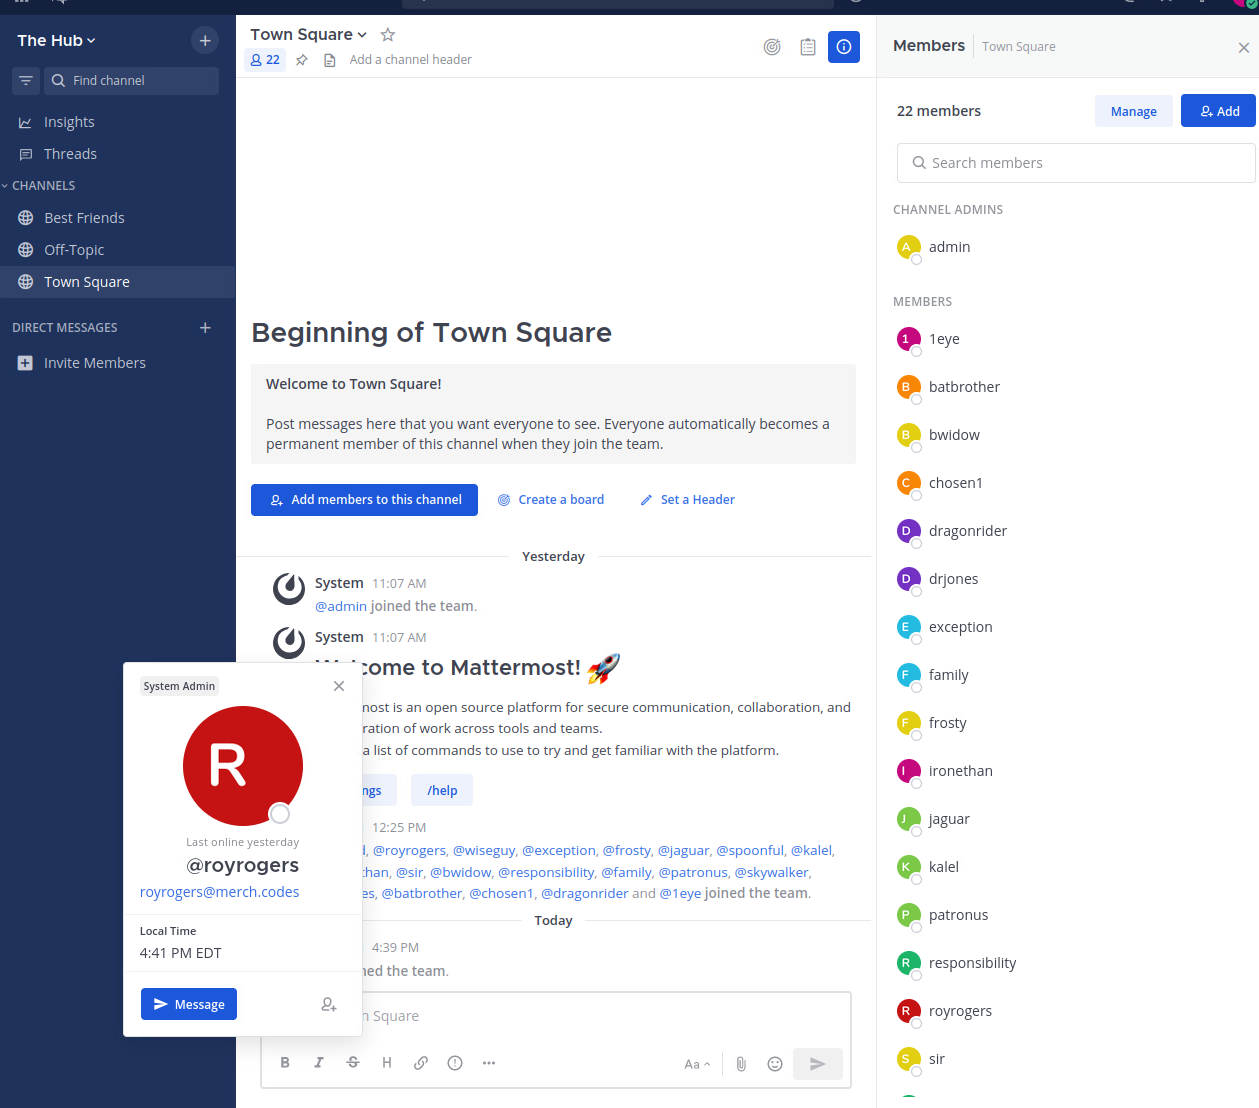 The Hub
Find channel
Insights
Threads
CHANNELS
Best Friends
Off-Topic
Town Square
DIRECT MESSAGES
Invite Members
Town Square
22
Add a channel header
Beginning of Town Square
Welcome to Town Square!
Post messages here that you want everyone to see. Everyone automatically becomes a
permanent member of this channel when they join the team.
Add members to this channel
Create a board
Set a Header
Yesterday
System 11:07 AM
@admin joined the team.
System 11:07 AM
come to Mattermost! 🚀
most is an open source platform for secure communication, collaboration, and
ration of work across tools and teams.
a list of commands to use to try and get familiar with the platform.
ngs
/help
12:25 PM
d, @royrogers, @wiseguy, @exception, @frosty, @jaguar, @spoonful, @kalel,
than, @sir, @bwidow, @responsibility, @family, @patronus, @skywalker,
es, @batbrother, @chosen1, @dragonrider and @1eye joined the team.
Today
4:39 PM
ned the team.
n Square
B I S H
Aa
System Admin
R
Last online yesterday
@royrogers
royrogers@merch.codes
Local Time
4:41 PM EDT
Message
Members
Town Square
22 members
Manage
Add
Search members
CHANNEL ADMINS
A admin
MEMBERS
1 1eye
B batbrother
B bwidow
C chosen1
D dragonrider
D drjones
E exception
F family
F frosty
I ironethan
J jaguar
K kalel
P patronus
R responsibility
R royrogers
S sir